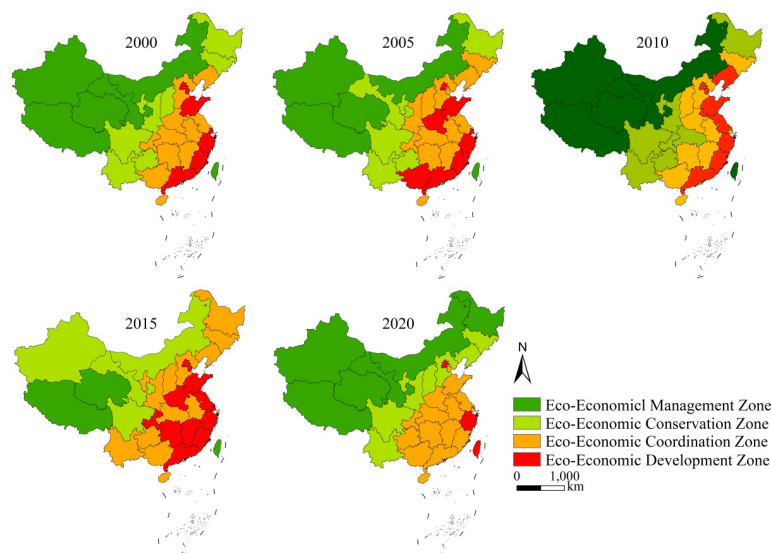 2000
2005
2010
2015
2020
N
Eco-Economicl Management Zone
Eco-Economic Conservation Zone
Eco-Economic Coordination Zone
Eco-Economic Development Zone
0 1,000
km